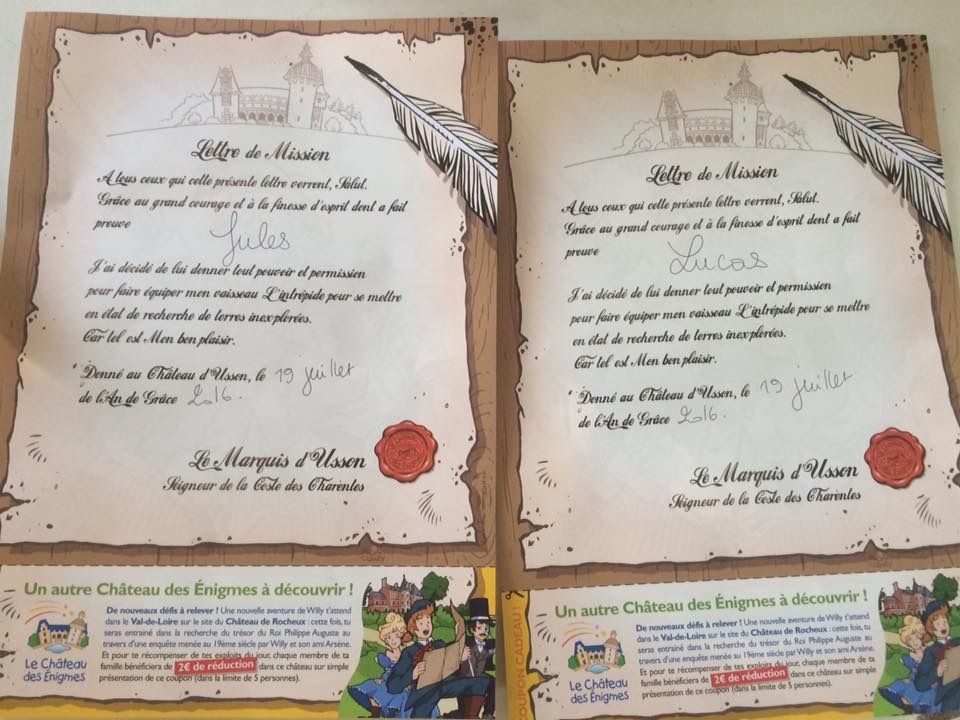 Lettre de Mission
A tous ceux qui cette présente lettre verront, Salut.
Grâce au grand courage et à la finesse d'esprit dont a fait
preuve
Jules
J'ai décidé de lui donner tout pouvoir et permission
pour faire équiper mon vaisseau L'intrépide pour se mettre
en état de recherche de terres inexplorées.
Car tel est Mon bon plaisir.
Donné au Château d'Usson, le 19 juillet
de l'An de Grâce 2016.
Le Marquis d'Usson
Seigneur de la Coste des Charentes
Un autre Château des Énigmes à découvrir !
De nouveaux défis à relever ! Une nouvelle aventure de Willy t'attend
dans le Val-de-Loire sur le site du Château de Rocheux : cette fois, tu
seras entrainé dans la recherche du trésor du Roi Philippe Auguste au
travers d'une enquête menée au 19ème siècle par Willy et son ami Arsène.
Et pour te récompenser de tes exploits du jour, chaque membre de ta
famille bénéficiera de 2€ de réduction dans ce château sur simple
présentation de ce coupon (dans la limite de 5 personnes).
Le Château
des Énigmes
Lettre de Mission
A tous ceux qui cette présente lettre verront, Salut.
Grâce au grand courage et à la finesse d'esprit dont a fait
preuve
Lucas
J'ai décidé de lui donner tout pouvoir et permission
pour faire équiper mon vaisseau L'intrépide pour se mettre
en état de recherche de terres inexplorées.
Car tel est Mon bon plaisir.
Donné au Château d'Usson, le 19 juillet
de l'An de Grâce 2016.
Le Marquis d'Usson
Seigneur de la Coste des Charentes
COUPON CADEAU !
Un autre Château des Énigmes à découvrir !
De nouveaux défis à relever ! Une nouvelle aventure de Willy t'attend
dans le Val-de-Loire sur le site du Château de Rocheux : cette fois, tu
seras entrainé dans la recherche du trésor du Roi Philippe Auguste au
travers d'une enquête menée au 19ème siècle par Willy et son ami Arsène.
Et pour te récompenser de tes exploits du jour, chaque membre de ta
famille bénéficiera de 2€ de réduction dans ce château sur simple
présentation de ce coupon (dans la limite de 5 personnes).
Le Château
des Énigmes